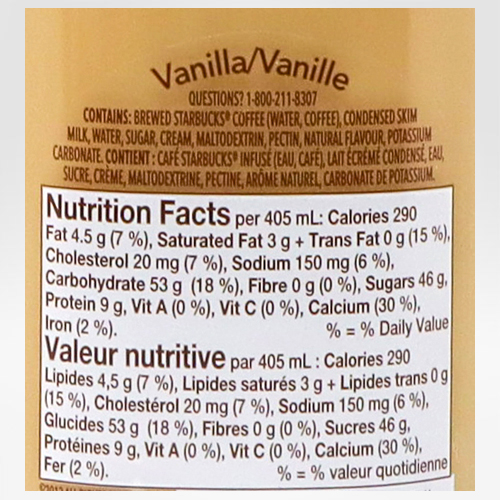 Vanilla/Vanille
QUESTIONS? 1-800-211-8307
CONTAINS: BREWED STARBUCKS® COFFEE (WATER, COFFEE), CONDENSED SKIM
MILK, WATER, SUGAR, CREAM, MALTODEXTRIN, PECTIN, NATURAL FLAVOUR, POTASSIUM
CARBONATE. CONTIENT : CAFÉ STARBUCKS® INFUSÉ (EAU, CAFÉ), LAIT ÉCRÉMÉ CONDENSÉ, EAU,
SUCRE, CRÈME, MALTODEXTRINE, PECTINE, ARÔME NATUREL, CARBONATE DE POTASSIUM.
Nutrition Facts per 405 mL: Calories 290
Fat 4.5 g (7 %), Saturated Fat 3 g + Trans Fat 0 g (15 %),
Cholesterol 20 mg (7 %), Sodium 150 mg (6 %),
Carbohydrate 53 g (18 %), Fibre 0 g (0 %), Sugars 46 g,
Protein 9 g, Vit A (0 %), Vit C (0 %), Calcium (30 %),
Iron (2 %). % = % Daily Value
Valeur nutritive par 405 mL : Calories 290
Lipides 4,5 g (7 %), Lipides saturés 3 g + Lipides trans 0 g
(15 %), Cholestérol 20 mg (7 %), Sodium 150 mg (6 %),
Glucides 53 g (18 %), Fibres 0 g (0 %), Sucres 46 g,
Protéines 9 g, Vit A (0 %), Vit C (0 %), Calcium (30 %),
Fer (2 %). % = % valeur quotidienne